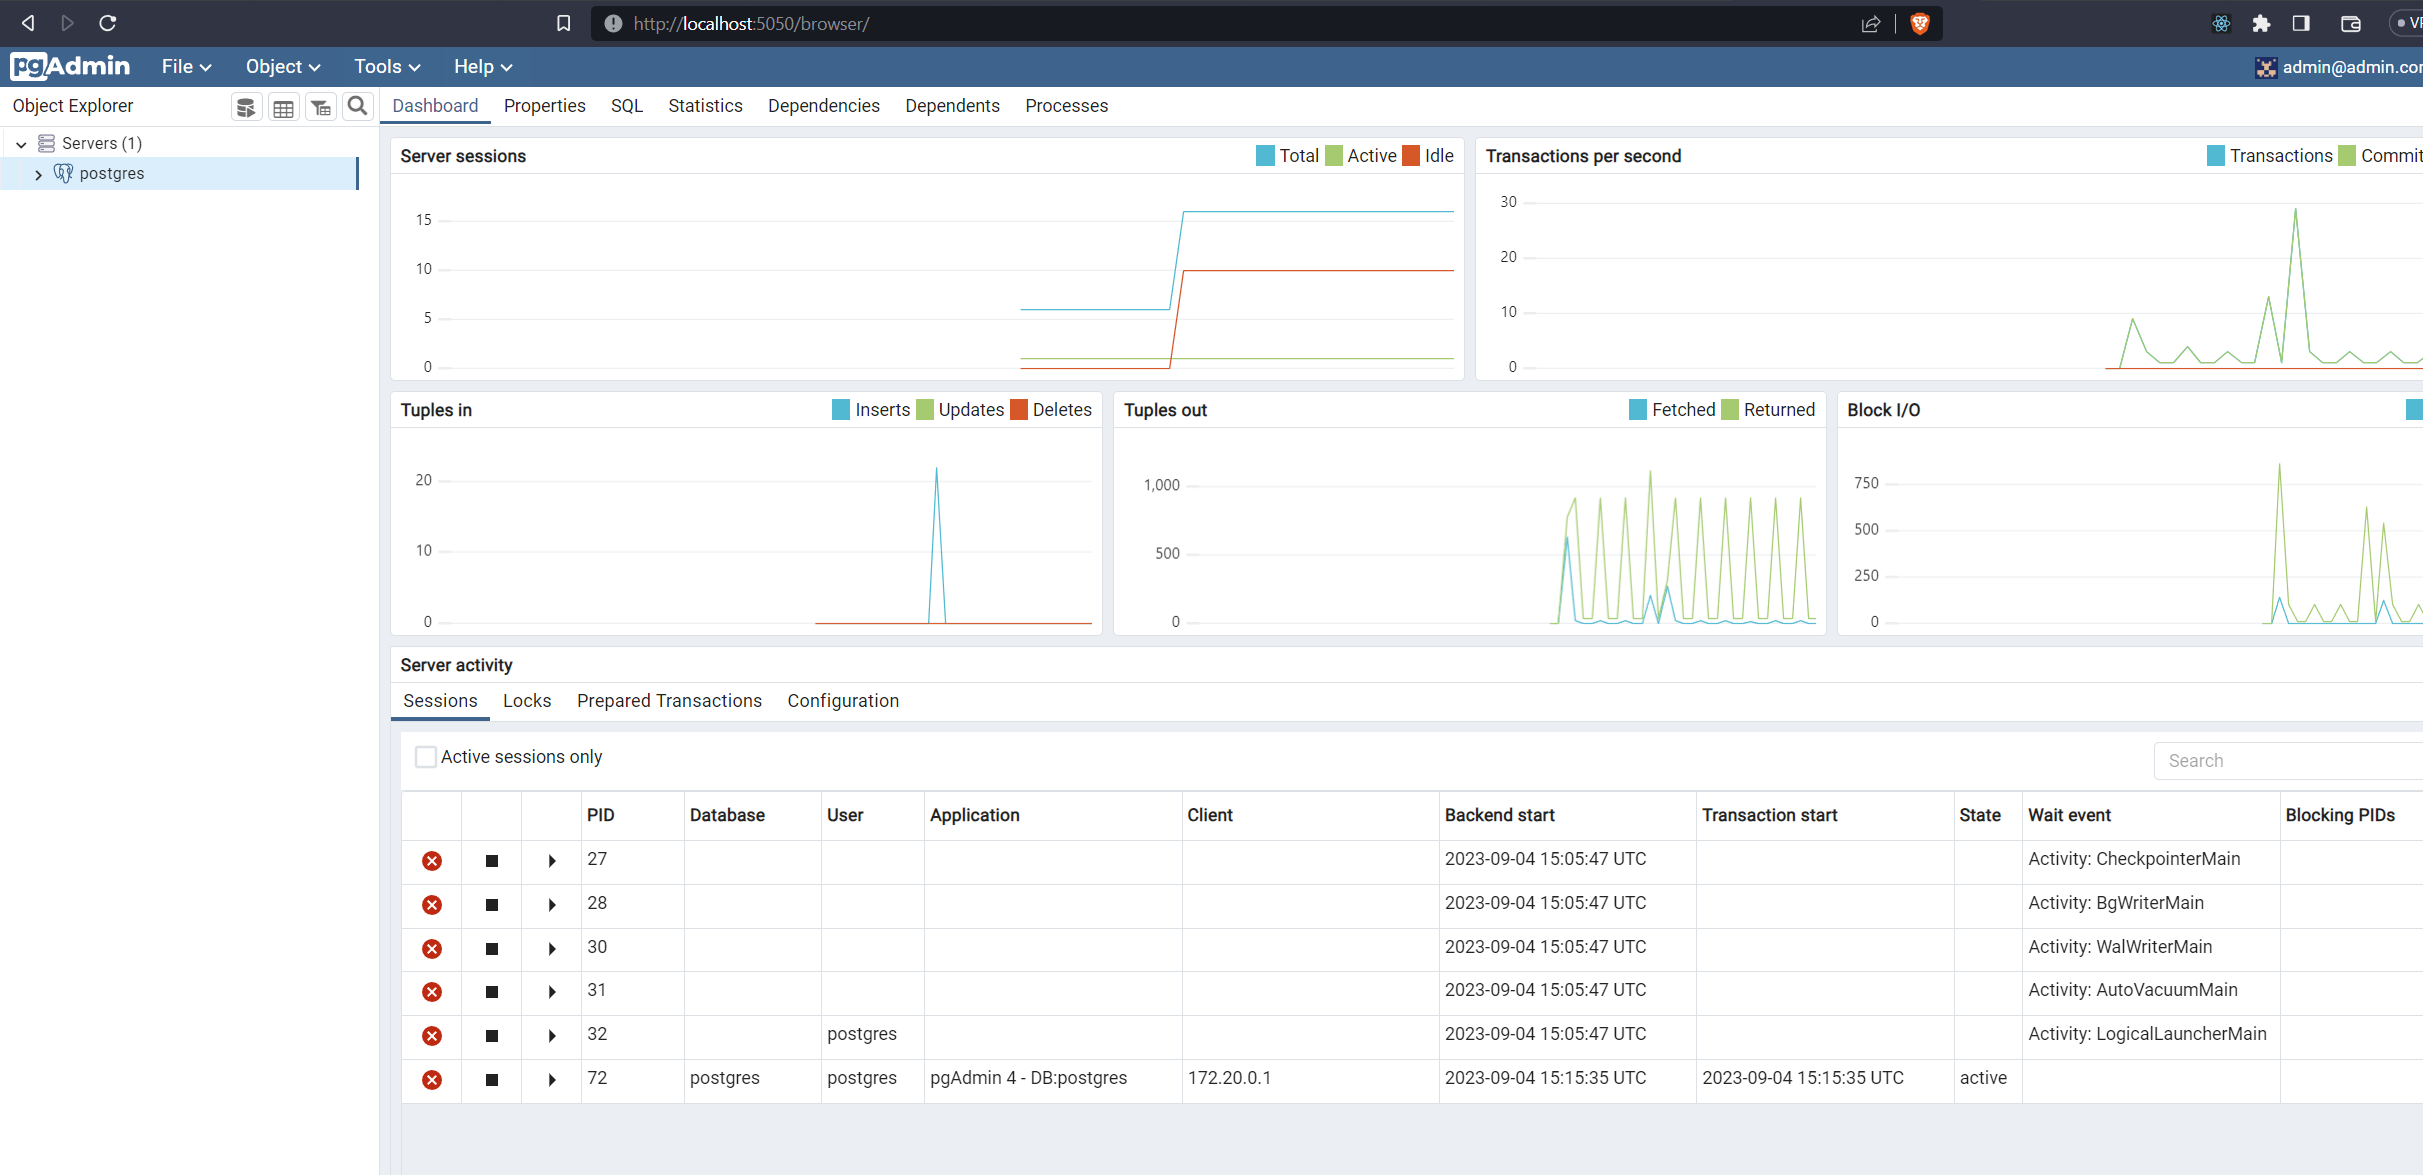 http://localhost:5050/browser/
VP
pgAdmin File Object Tools Help admin@admin.com
Object Explorer
Dashboard Properties SQL Statistics Dependencies Dependents Processes
Servers (1)
postgres
Server sessions Total Active Idle
15
10
5
0
Transactions per second Transactions Commit
30
20
10
0
Tuples in Inserts Updates Deletes
20
10
0
Tuples out Fetched Returned
1,000
500
0
Block I/O
750
500
250
0
Server activity
Sessions Locks Prepared Transactions Configuration
Active sessions only Search
PID Database User Application Client Backend start Transaction start State Wait event Blocking PIDs
27 2023-09-04 15:05:47 UTC Activity: CheckpointerMain
28 2023-09-04 15:05:47 UTC Activity: BgWriterMain
30 2023-09-04 15:05:47 UTC Activity: WalWriterMain
31 2023-09-04 15:05:47 UTC Activity: AutoVacuumMain
32 postgres 2023-09-04 15:05:47 UTC Activity: LogicalLauncherMain
72 postgres postgres pgAdmin 4 - DB:postgres 172.20.0.1 2023-09-04 15:15:35 UTC 2023-09-04 15:15:35 UTC active